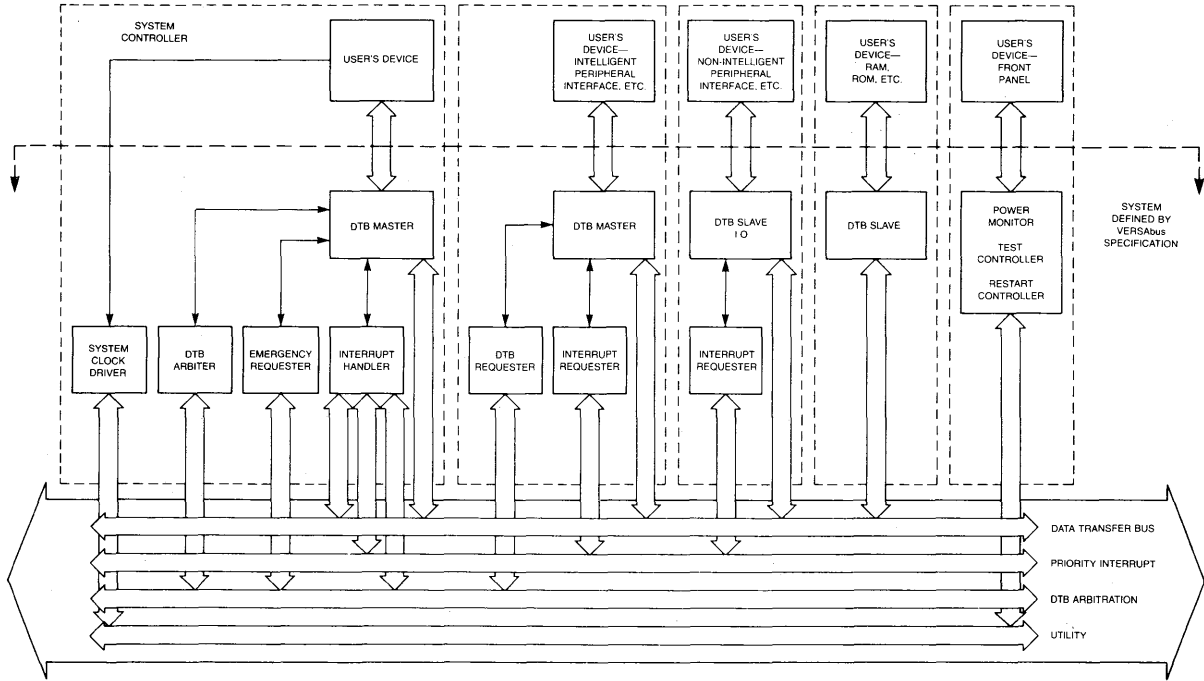 SYSTEM
CONTROLLER
USER'S DEVICE
USER'S
DEVICE—
INTELLIGENT
PERIPHERAL
INTERFACE, ETC.
USER'S
DEVICE—
NON-INTELLIGENT
PERIPHERAL
INTERFACE, ETC.
USER'S
DEVICE—
RAM,
ROM, ETC.
USER'S
DEVICE—
FRONT
PANEL
DTB MASTER
DTB MASTER
DTB SLAVE
I O
DTB SLAVE
POWER
MONITOR
TEST
CONTROLLER
RESTART
CONTROLLER
SYSTEM
DEFINED BY
VERSAbus
SPECIFICATION
SYSTEM
CLOCK
DRIVER
DTB
ARBITER
EMERGENCY
REQUESTER
INTERRUPT
HANDLER
DTB
REQUESTER
INTERRUPT
REQUESTER
INTERRUPT
REQUESTER
DATA TRANSFER BUS
PRIORITY INTERRUPT
DTB ARBITRATION
UTILITY